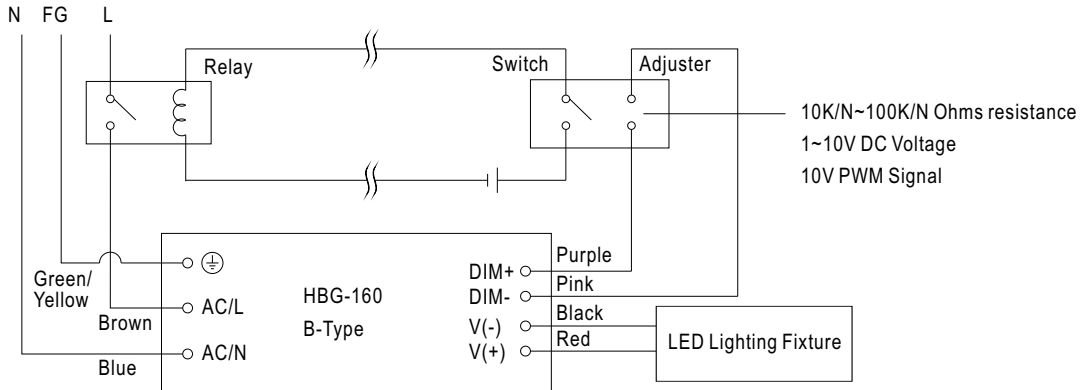 N FG L
Relay
Switch
Adjuster
10K/N~100K/N Ohms resistance
1~10V DC Voltage
10V PWM Signal
Green/
Yellow
Brown
Blue
AC/L
AC/N
HBG-160
B-Type
DIM+
DIM-
V(-)
V(+)
Purple
Pink
Black
Red
LED Lighting Fixture